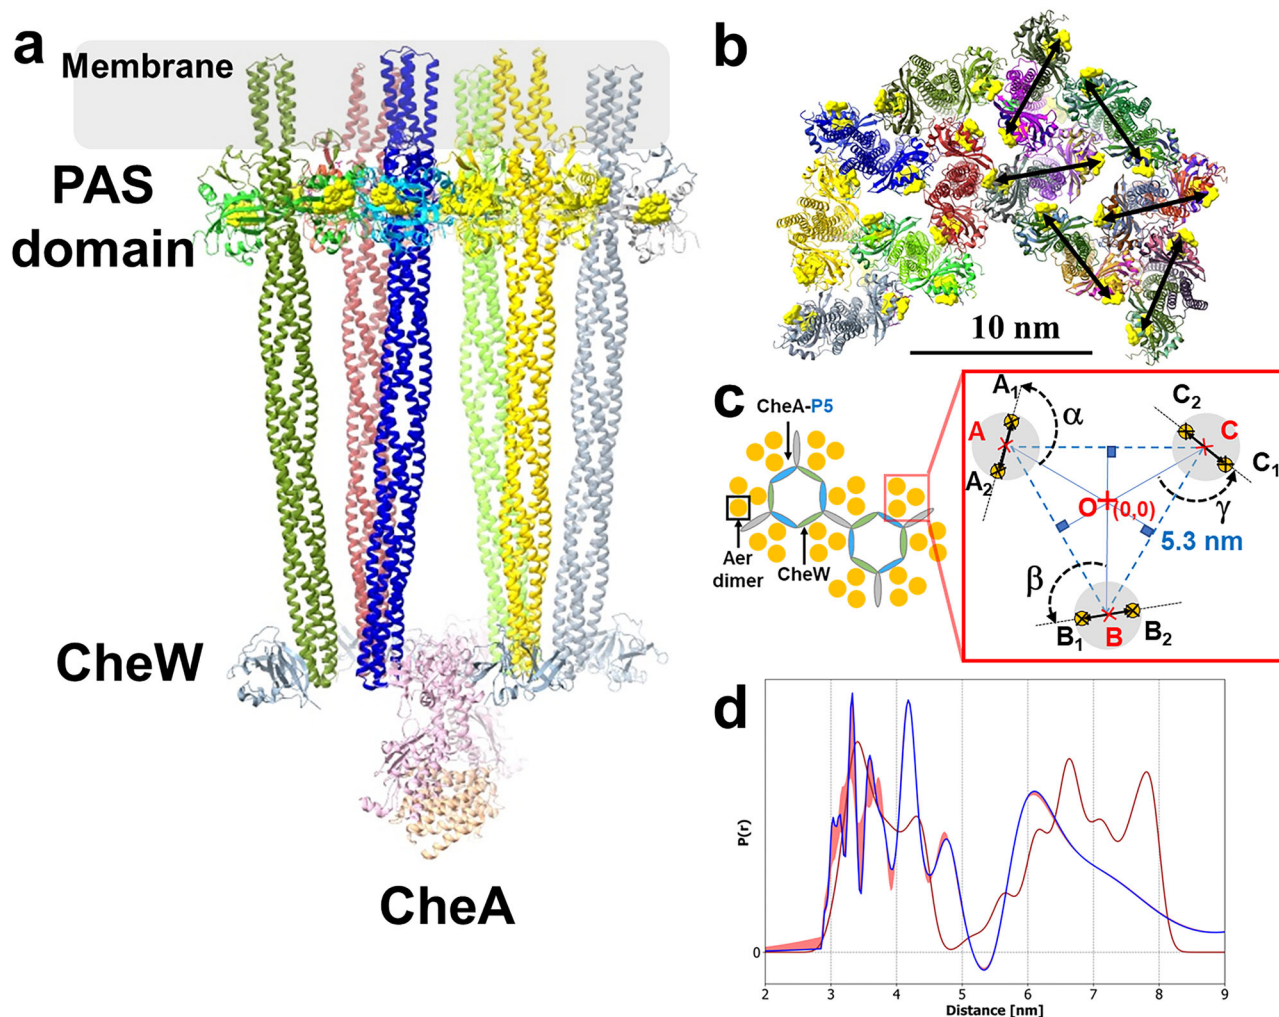 a
Membrane
PAS
domain
CheW
CheA
b
10 nm
c
CheA-P5
Aer
dimer
CheW
A1
A
A2
α
C2
C
C1
γ
O (0,0)
5.3 nm
β
B1
B
B2
d
P(r)
0
2 3 4 5 6 7 8 9
Distance [nm]